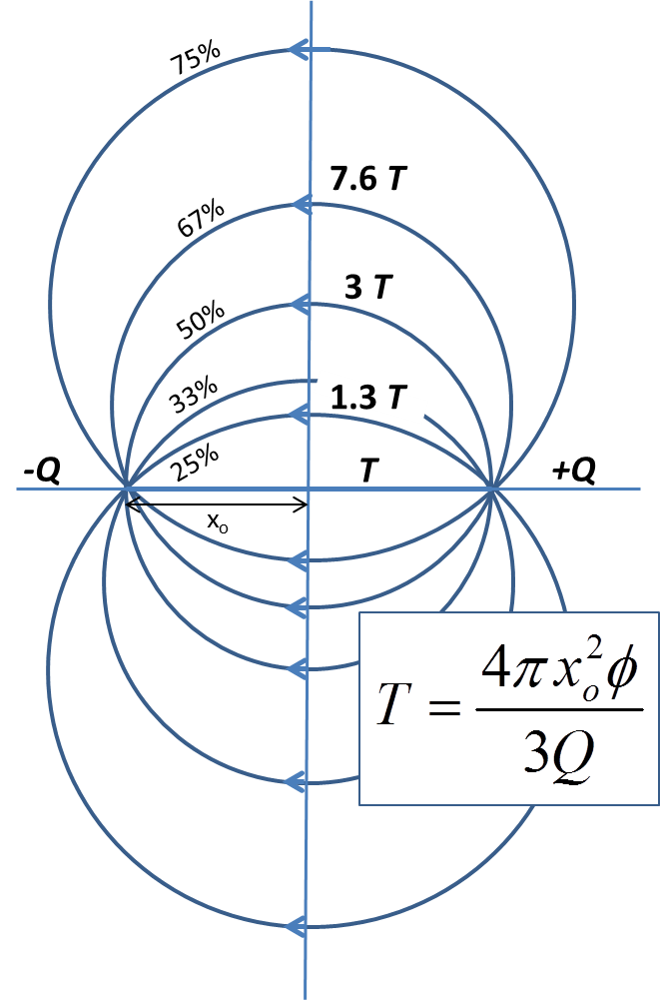 75%
7.6 T
67%
3 T
50%
33%
1.3 T
25%
-Q
T
+Q
xo
T = 4πxo²ϕ / 3Q